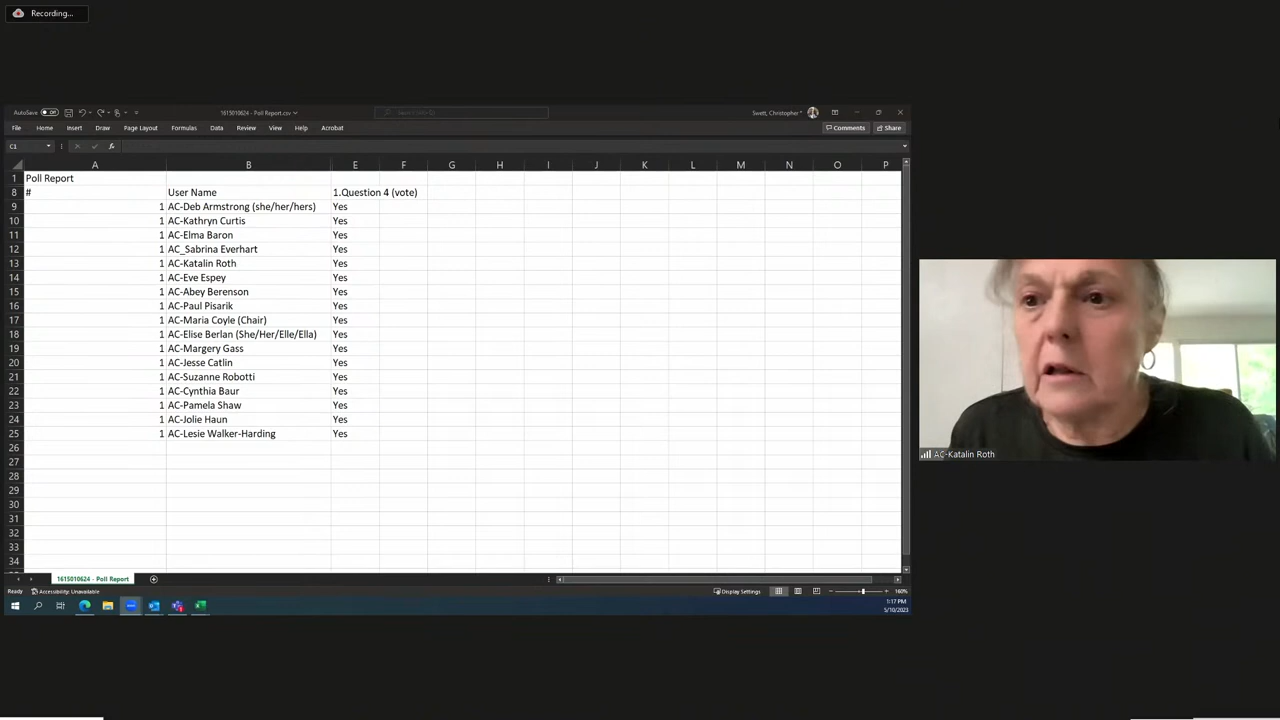 Recording...
AutoSave Off
1615010624 - Poll Report.csv
Swett, Christopher
File Home Insert Draw Page Layout Formulas Data Review View Help Acrobat
Comments Share
C1
fx
A B E F G H I J K L M N O P
1 Poll Report
8 # User Name 1.Question 4 (vote)
9 1 AC-Deb Armstrong (she/her/hers) Yes
10 1 AC-Kathryn Curtis Yes
11 1 AC-Elma Baron Yes
12 1 AC_Sabrina Everhart Yes
13 1 AC-Katalin Roth Yes
14 1 AC-Eve Espey Yes
15 1 AC-Abey Berenson Yes
16 1 AC-Paul Pisarik Yes
17 1 AC-Maria Coyle (Chair) Yes
18 1 AC-Elise Berlan (She/Her/Elle/Ella) Yes
19 1 AC-Margery Gass Yes
20 1 AC-Jesse Catlin Yes
21 1 AC-Suzanne Robotti Yes
22 1 AC-Cynthia Baur Yes
23 1 AC-Pamela Shaw Yes
24 1 AC-Jolie Haun Yes
25 1 AC-Lesie Walker-Harding Yes
26
27
28
29
30
31
32
33
34
AC-Katalin Roth
1615010624 - Poll Report
Ready Accessibility: Unavailable
Display Settings
160%
1:17 PM
5/10/2023